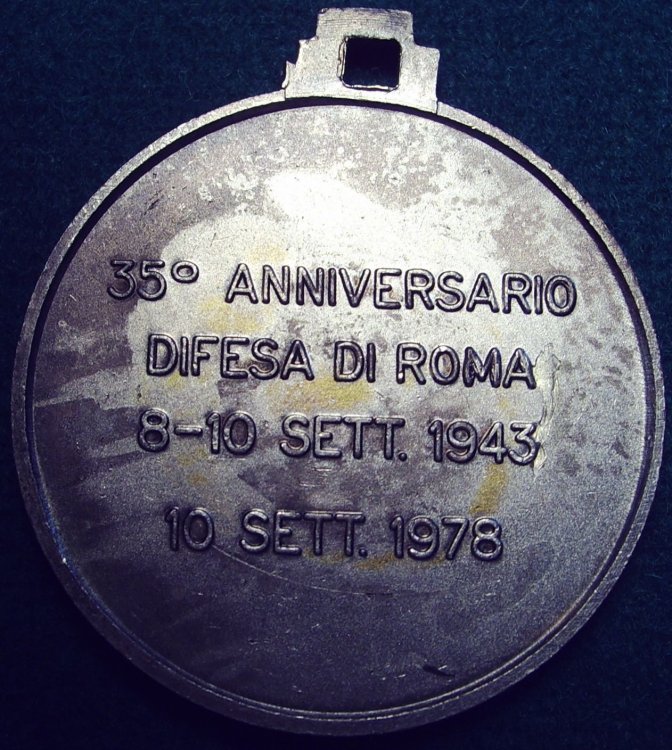 35° ANNIVERSARIO
DIFESA DI ROMA
8-10 SETT. 1943
10 SETT. 1978